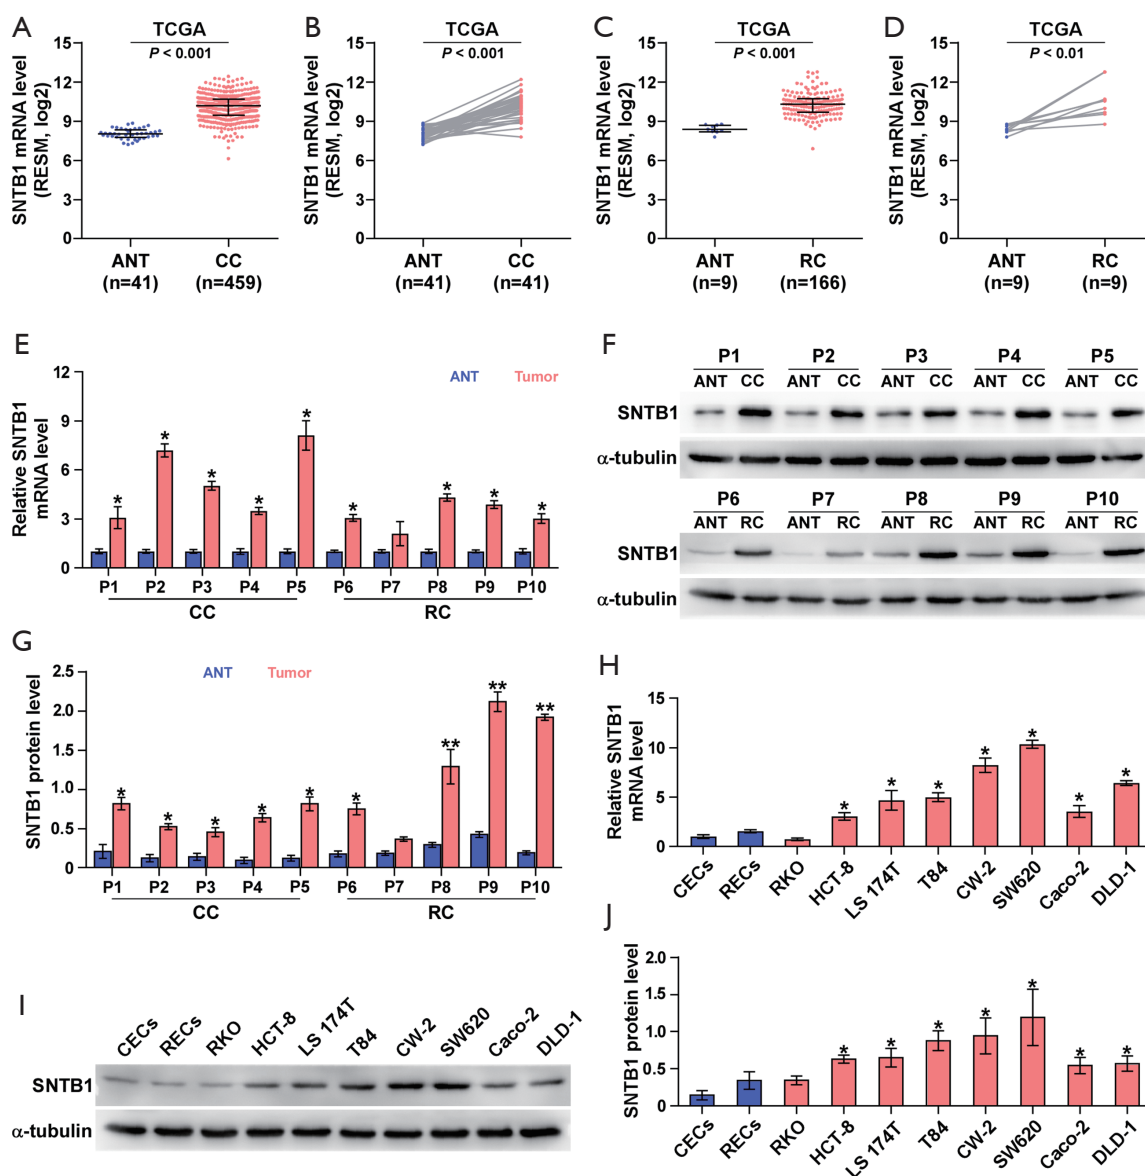 A
TCGA
P < 0.001
SNTB1 mRNA level
(RESM, log2)
15
12
9
6
3
0
ANT
(n=41)
CC
(n=459)
B
TCGA
P < 0.001
SNTB1 mRNA level
(RESM, log2)
15
12
9
6
3
0
ANT
(n=41)
CC
(n=41)
C
TCGA
P < 0.001
SNTB1 mRNA level
(RESM, log2)
15
12
9
6
3
0
ANT
(n=9)
RC
(n=166)
D
TCGA
P < 0.01
SNTB1 mRNA level
(RESM, log2)
15
12
9
6
3
0
ANT
(n=9)
RC
(n=9)
E
Relative SNTB1
mRNA level
12
9
6
3
0
ANT Tumor
* * * * * * * * *
P1 P2 P3 P4 P5 P6 P7 P8 P9 P10
CC RC
F
P1 P2 P3 P4 P5
ANT CC ANT CC ANT CC ANT CC ANT CC
SNTB1
α-tubulin
P6 P7 P8 P9 P10
ANT RC ANT RC ANT RC ANT RC ANT RC
SNTB1
α-tubulin
G
SNTB1 protein level
2.5
2.0
1.5
1.0
0.5
0
ANT Tumor
* * * * * * ** ** **
P1 P2 P3 P4 P5 P6 P7 P8 P9 P10
CC RC
H
Relative SNTB1
mRNA level
15
10
5
0
* * * * * * *
CECs RECs RKO HCT-8 LS 174T T84 CW-2 SW620 Caco-2 DLD-1
I
CECs RECs RKO HCT-8 LS 174T T84 CW-2 SW620 Caco-2 DLD-1
SNTB1
α-tubulin
J
SNTB1 protein level
2.0
1.5
1.0
0.5
0
* * * * * * *
CECs RECs RKO HCT-8 LS 174T T84 CW-2 SW620 Caco-2 DLD-1